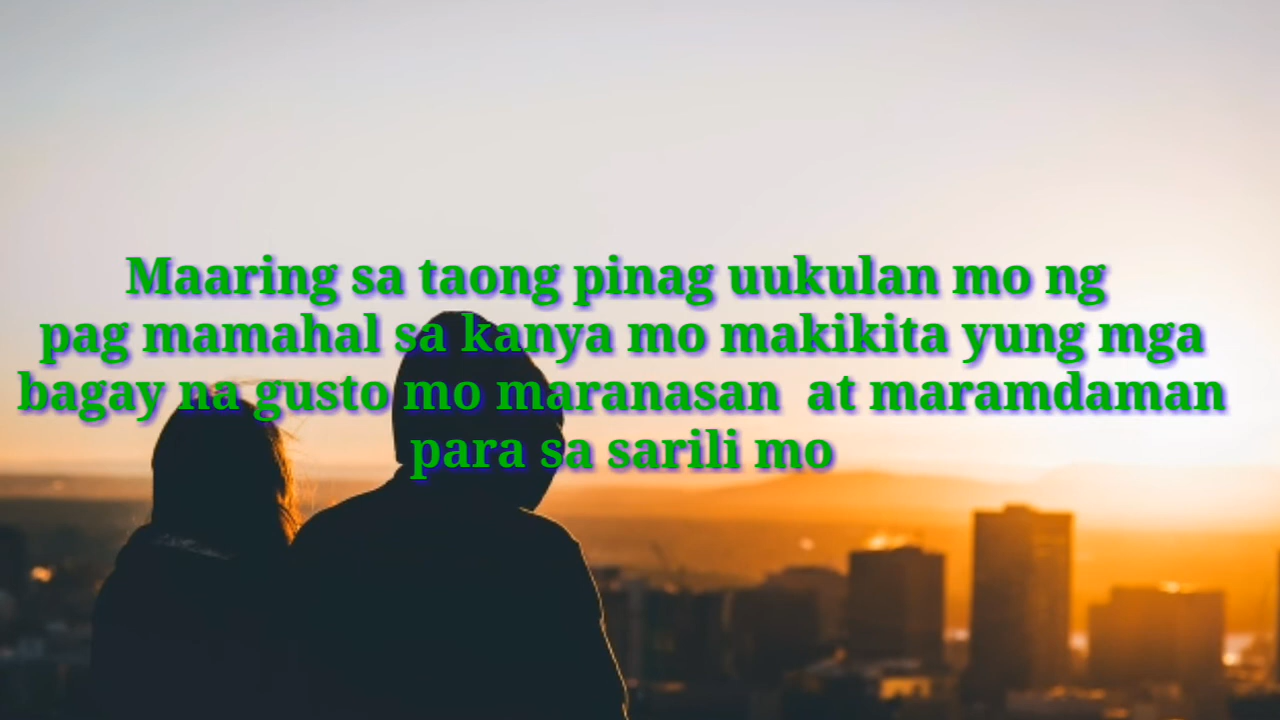 Maaring sa taong pinag uukulan mo ng
pag mamahal sa kanya mo makikita yung mga
bagay na gusto mo maranasan at maramdaman
para sa sarili mo